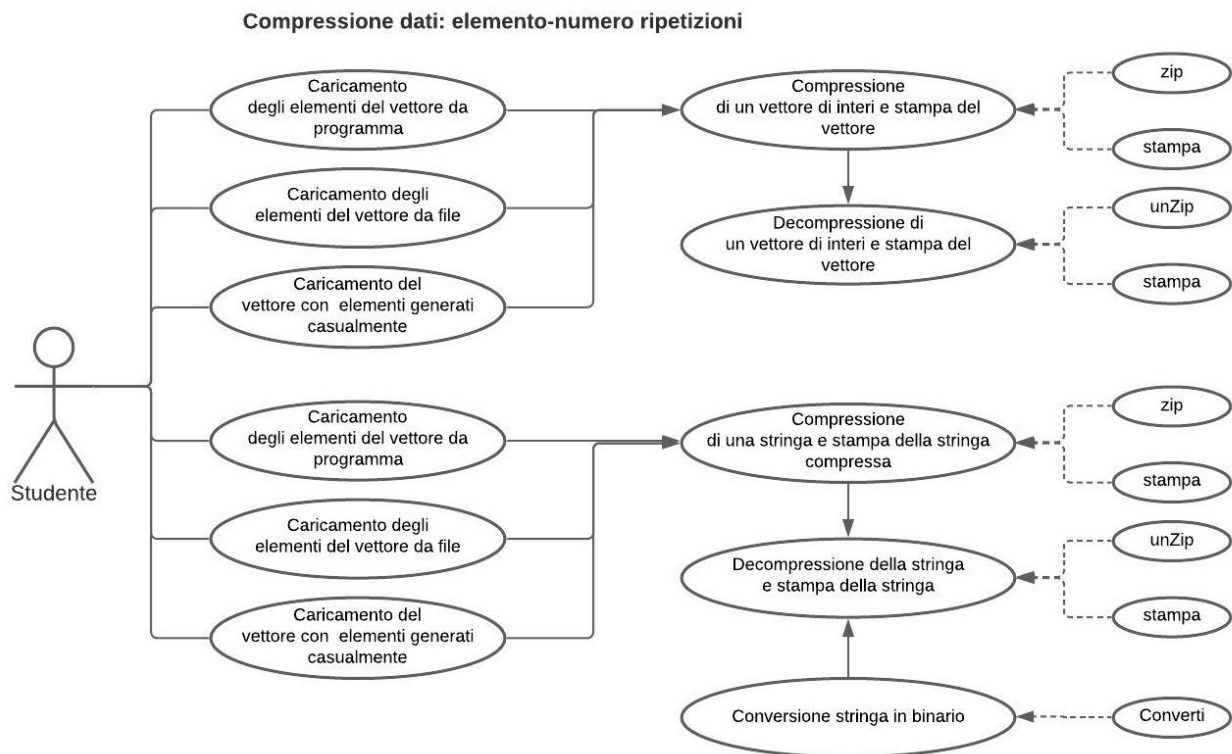 Compressione dati: elemento-numero ripetizioni
Caricamento
degli elementi del vettore da
programma
Compressione
di un vettore di interi e stampa del
vettore
zip
stampa
Caricamento degli
elementi del vettore da file
Decompressione di
un vettore di interi e stampa del
vettore
unZip
stampa
Caricamento del
vettore con elementi generati
casualmente
Studente
Caricamento
degli elementi del vettore da
programma
Compressione
di una stringa e stampa della stringa
compressa
zip
stampa
Caricamento degli
elementi del vettore da file
Decompressione della stringa
e stampa della stringa
unZip
stampa
Caricamento del
vettore con elementi generati
casualmente
Conversione stringa in binario
Converti